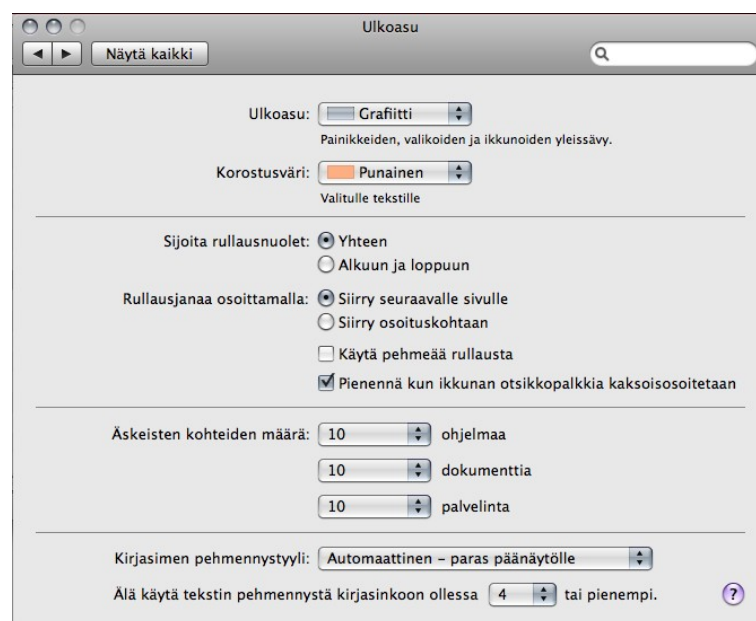 Ulkoasu
Näytä kaikki
Ulkoasu: Grafiitti
Painikkeiden, valikoiden ja ikkunoiden yleissävy.
Korostusväri: Punainen
Valitulle tekstille
Sijoita rullausnuolet: Yhteen
Alkuun ja loppuun
Rullausjanaa osoittamalla: Siirry seuraavalle sivulle
Siirry osoituskohtaan
Käytä pehmeää rullausta
Pienennä kun ikkunan otsikkopalkkia kaksoisosoitetaan
Äskeisten kohteiden määrä: 10 ohjelmaa
10 dokumenttia
10 palvelinta
Kirjasimen pehmennystyyli: Automaattinen – paras päänäytölle
Älä käytä tekstin pehmennystä kirjasinkoon ollessa 4 tai pienempi. ?